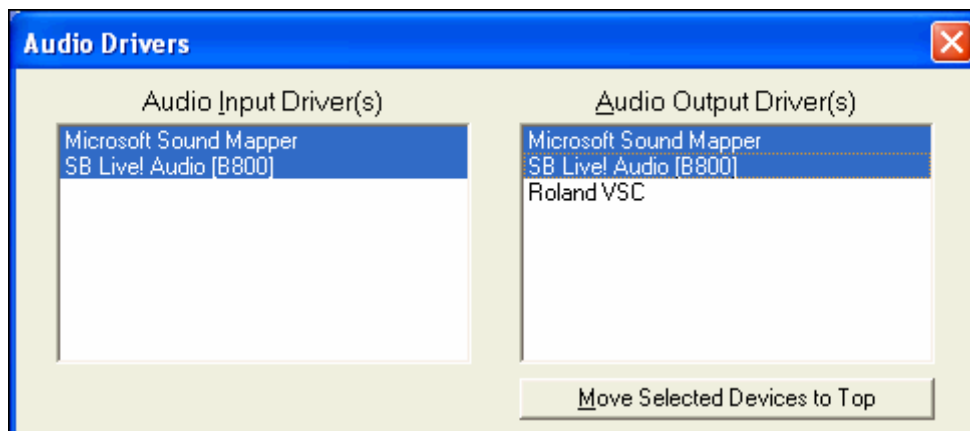 Audio Drivers
Audio Input Driver(s)
Microsoft Sound Mapper
SB Live! Audio [B800]
Audio Output Driver(s)
Microsoft Sound Mapper
SB Live! Audio [B800]
Roland VSC
Move Selected Devices to Top